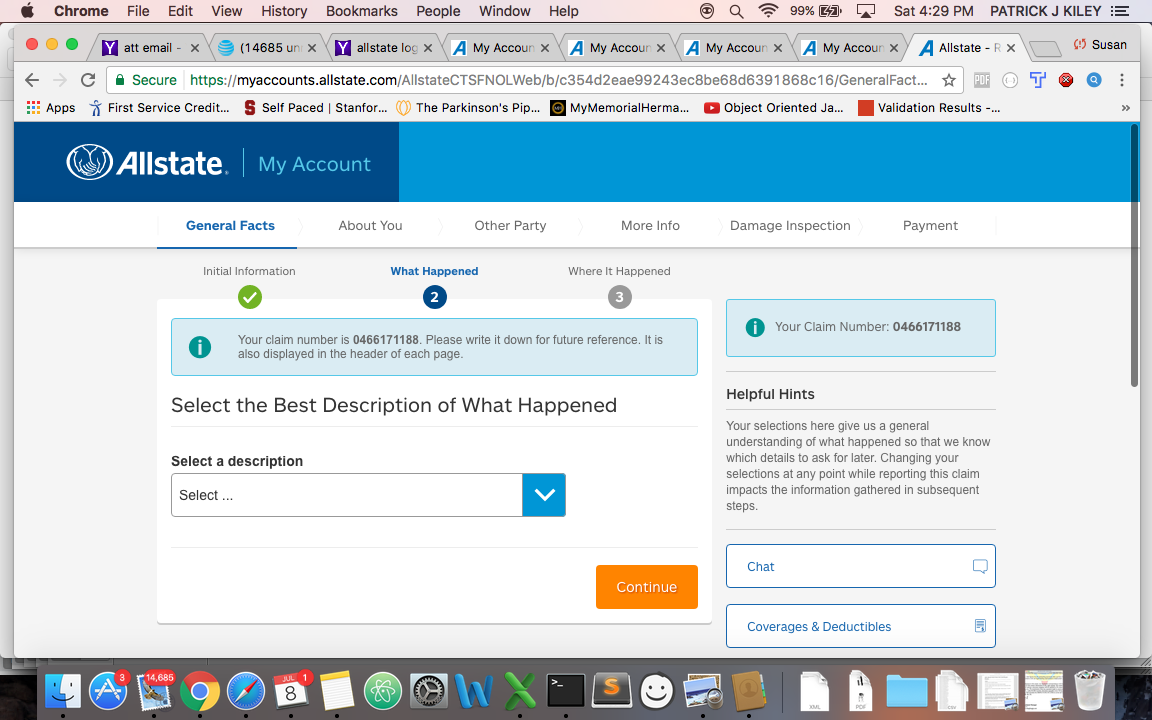 Chrome File Edit View History Bookmarks People Window Help 99% Sat 4:29 PM PATRICK J KILEY
att email - (14685 un allstate log My Accoun My Accoun My Accoun My Accoun Allstate - R Susan
Secure https://myaccounts.allstate.com/AllstateCTSFNOLWeb/b/c354d2eae99243ec8be68d6391868c16/GeneralFact...
Apps First Service Credit... Self Paced | Stanfor... The Parkinson's Pip... MyMemorialHerma... Object Oriented Ja... Validation Results -... »
Allstate. My Account
General Facts About You Other Party More Info Damage Inspection Payment
Initial Information What Happened Where It Happened
2 3
Your claim number is 0466171188. Please write it down for future reference. It is
also displayed in the header of each page.
Select the Best Description of What Happened
Select a description
Select ...
Continue
Your Claim Number: 0466171188
Helpful Hints
Your selections here give us a general
understanding of what happened so that we know
which details to ask for later. Changing your
selections at any point while reporting this claim
impacts the information gathered in subsequent
steps.
Chat
Coverages & Deductibles
3 14,685 JUL 8 1
XML PDF